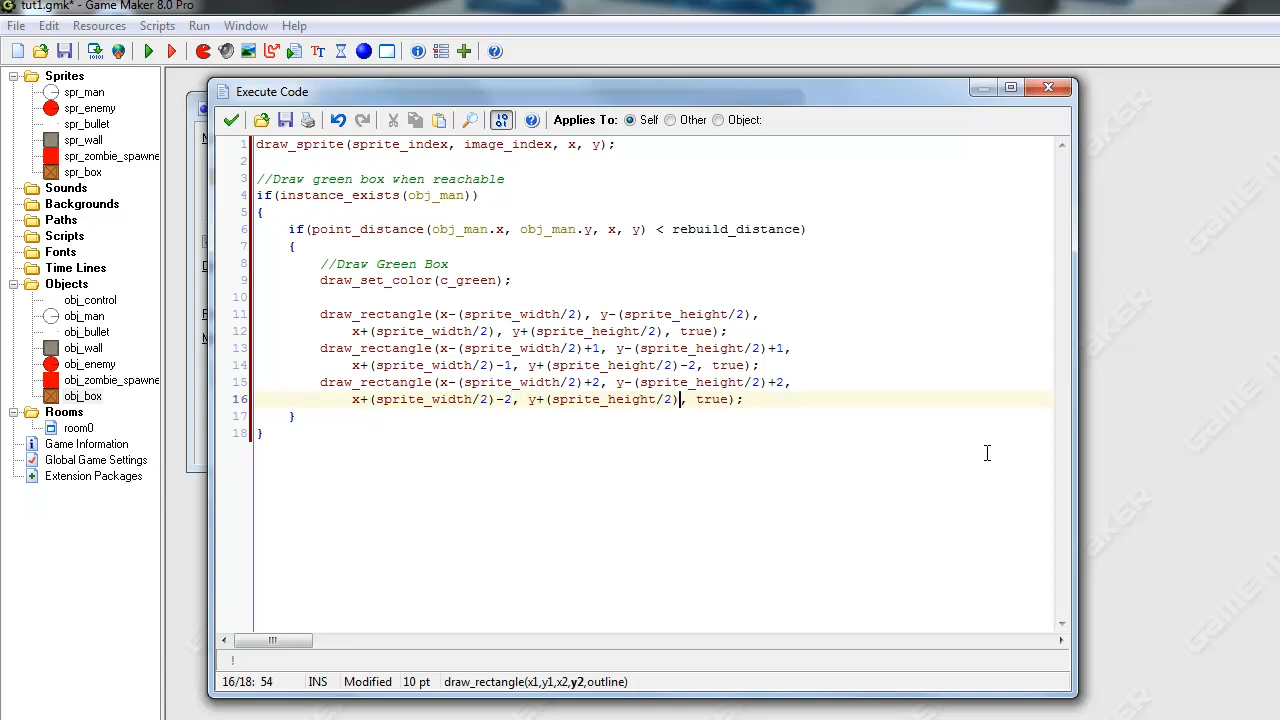 tut1.gmk* - Game Maker 8.0 Pro
File Edit Resources Scripts Run Window Help
Sprites
spr_man
spr_enemy
spr_bullet
spr_wall
spr_zombie_spawne
spr_box
Sounds
Backgrounds
Paths
Scripts
Fonts
Time Lines
Objects
obj_control
obj_man
obj_bullet
obj_wall
obj_enemy
obj_zombie_spawne
obj_box
Rooms
room0
Game Information
Global Game Settings
Extension Packages
Execute Code
Applies To: Self Other Object
1 draw_sprite(sprite_index, image_index, x, y);
2
3 //Draw green box when reachable
4 if(instance_exists(obj_man))
5 {
6 if(point_distance(obj_man.x, obj_man.y, x, y) < rebuild_distance)
7 {
8 //Draw Green Box
9 draw_set_color(c_green);
10
11 draw_rectangle(x-(sprite_width/2), y-(sprite_height/2),
12 x+(sprite_width/2), y+(sprite_height/2), true);
13 draw_rectangle(x-(sprite_width/2)+1, y-(sprite_height/2)+1,
14 x+(sprite_width/2)-1, y+(sprite_height/2)-2, true);
15 draw_rectangle(x-(sprite_width/2)+2, y-(sprite_height/2)+2,
16 x+(sprite_width/2)-2, y+(sprite_height/2), true);
17 }
18 }
!
16/18: 54 INS Modified 10 pt draw_rectangle(x1,y1,x2,y2,outline)